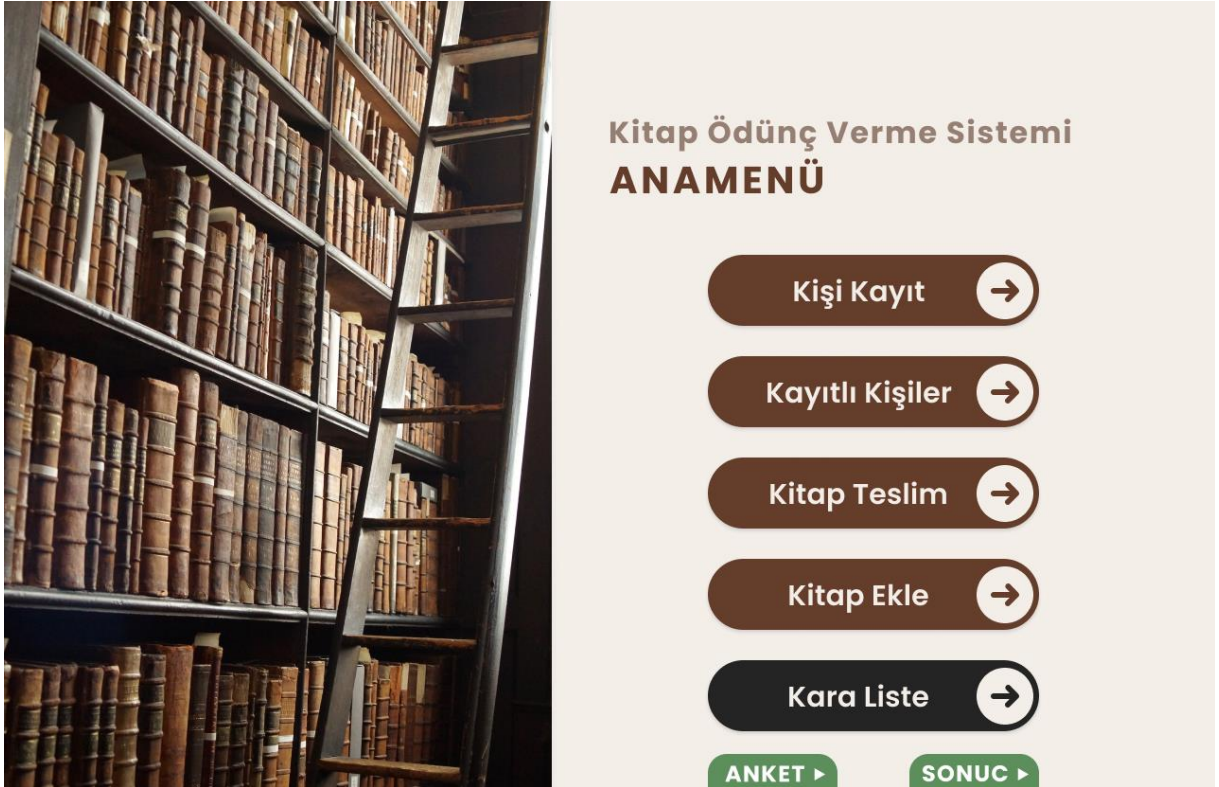 Kitap Ödünç Verme Sistemi
ANAMENÜ
Kişi Kayıt
Kayıtlı Kişiler
Kitap Teslim
Kitap Ekle
Kara Liste
ANKET
SONUC